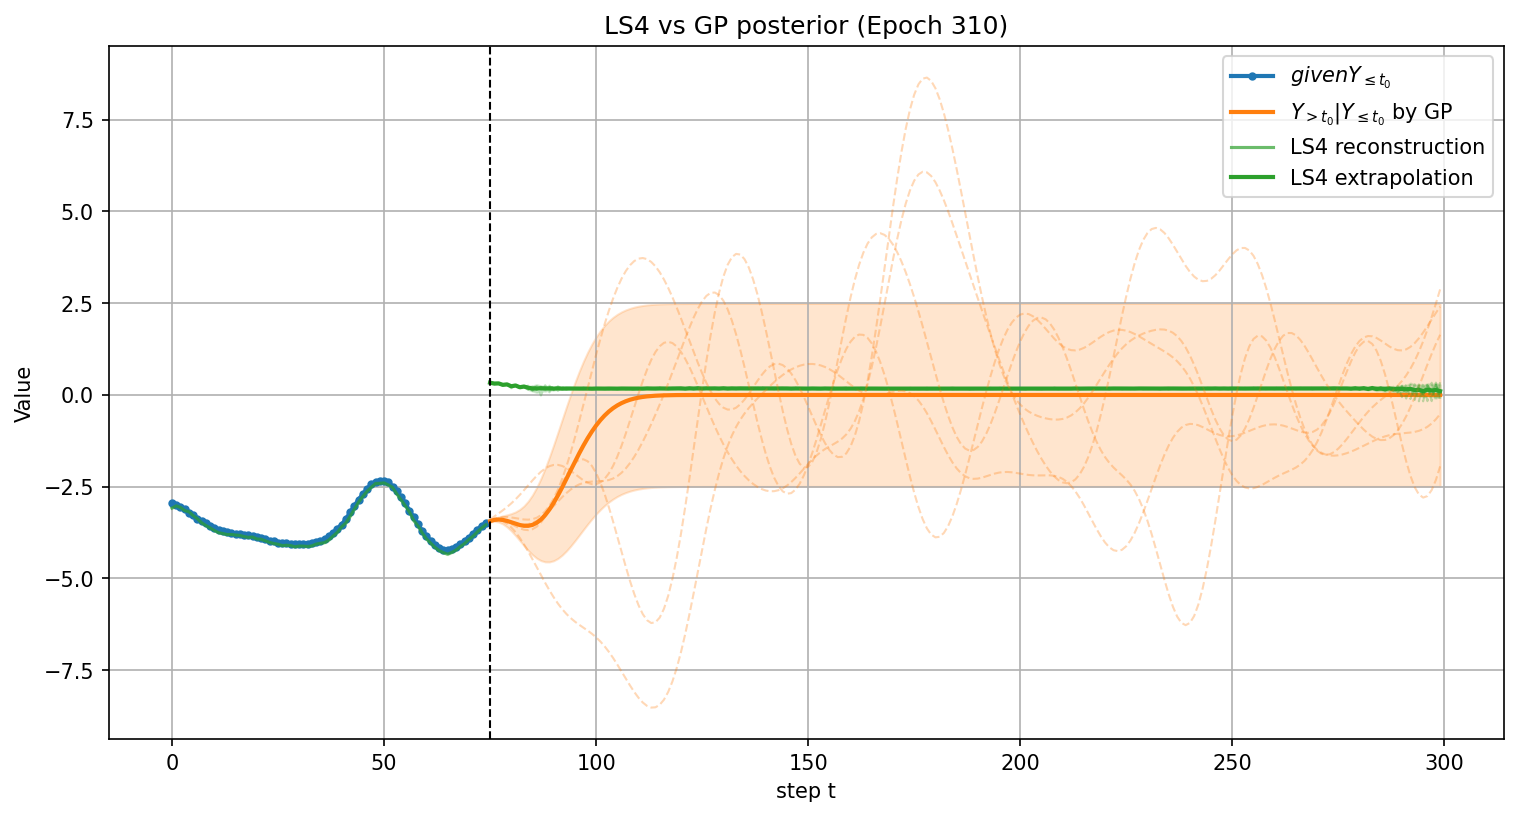 LS4 vs GP posterior (Epoch 310)
givenY≤t₀
Y>t₀|Y≤t₀ by GP
LS4 reconstruction
LS4 extrapolation
7.5
5.0
2.5
0.0
−2.5
−5.0
−7.5
Value
0 50 100 150 200 250 300
step t